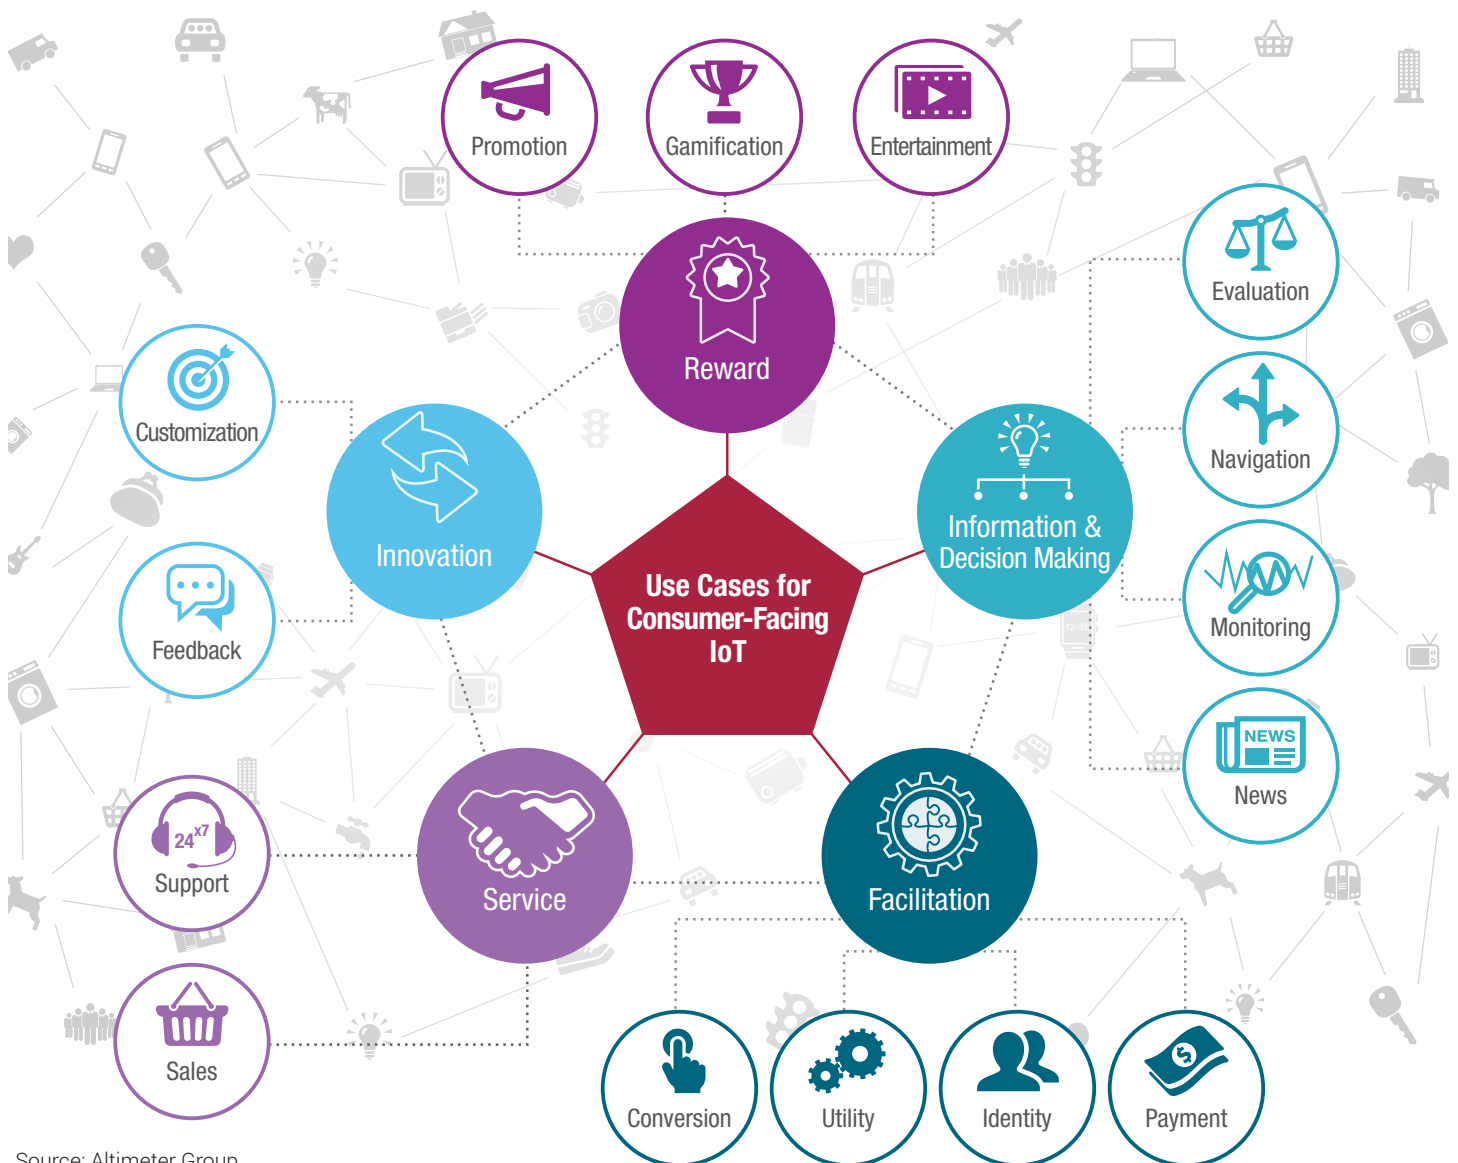 Promotion
Gamification
Entertainment
Reward
Evaluation
Navigation
Monitoring
NEWS
News
Customization
Feedback
Innovation
Information &
Decision Making
Use Cases for
Consumer-Facing
IoT
24x7
Support
Sales
Service
Facilitation
Conversion
Utility
Identity
Payment
Source: Altimeter Group